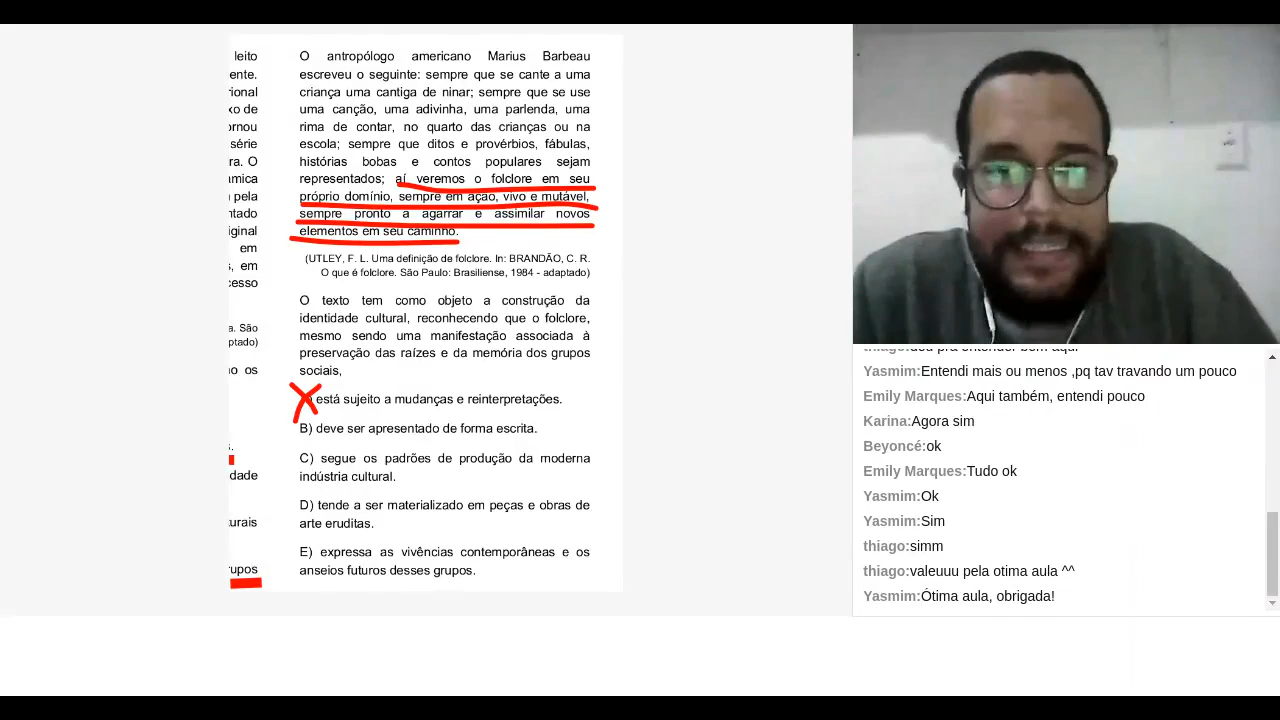 leito
ente.
ional
xo de
ornou
série
ra. O
mica
pela
ntado
iginal
em
s, em
cesso
a. São
ptado)
no os
s.
dade
turais
rupos
O antropólogo americano Marius Barbeau
escreveu o seguinte: sempre que se cante a uma
criança uma cantiga de ninar; sempre que se use
uma canção, uma adivinha, uma parlenda, uma
rima de contar, no quarto das crianças ou na
escola; sempre que ditos e provérbios, fábulas,
histórias bobas e contos populares sejam
representados; aí veremos o folclore em seu
próprio domínio, sempre em ação, vivo e mutável,
sempre pronto a agarrar e assimilar novos
elementos em seu caminho.
(UTLEY, F. L. Uma definição de folclore. In: BRANDÃO, C. R.
O que é folclore. São Paulo: Brasiliense, 1984 - adaptado)
O texto tem como objeto a construção da
identidade cultural, reconhecendo que o folclore,
mesmo sendo uma manifestação associada à
preservação das raízes e da memória dos grupos
sociais,
está sujeito a mudanças e reinterpretações.
B) deve ser apresentado de forma escrita.
C) segue os padrões de produção da moderna
indústria cultural.
D) tende a ser materializado em peças e obras de
arte eruditas.
E) expressa as vivências contemporâneas e os
anseios futuros desses grupos.
Yasmim:Entendi mais ou menos ,pq tav travando um pouco
Emily Marques:Aqui também, entendi pouco
Karina:Agora sim
Beyoncé:ok
Emily Marques:Tudo ok
Yasmim:Ok
Yasmim:Sim
thiago:simm
thiago:valeuuu pela otima aula ^^
Yasmim:Ótima aula, obrigada!